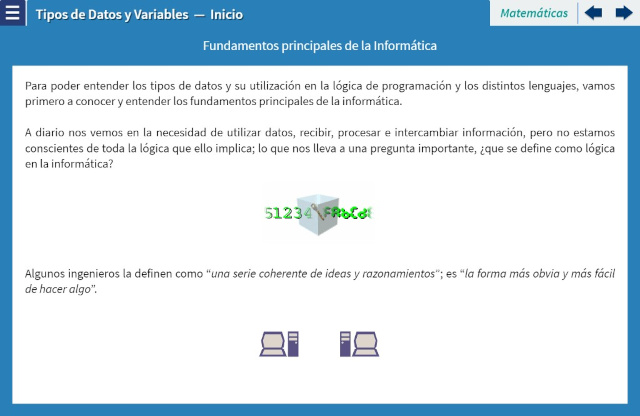 Tipos de Datos y Variables — Inicio
Matemáticas
Fundamentos principales de la Informática
Para poder entender los tipos de datos y su utilización en la lógica de programación y los distintos lenguajes, vamos
primero a conocer y entender los fundamentos principales de la informática.
A diario nos vemos en la necesidad de utilizar datos, recibir, procesar e intercambiar información, pero no estamos
conscientes de toda la lógica que ello implica; lo que nos lleva a una pregunta importante, ¿que se define como lógica
en la informática?
51234
Algunos ingenieros la definen como “una serie coherente de ideas y razonamientos”; es “la forma más obvia y más fácil
de hacer algo”.